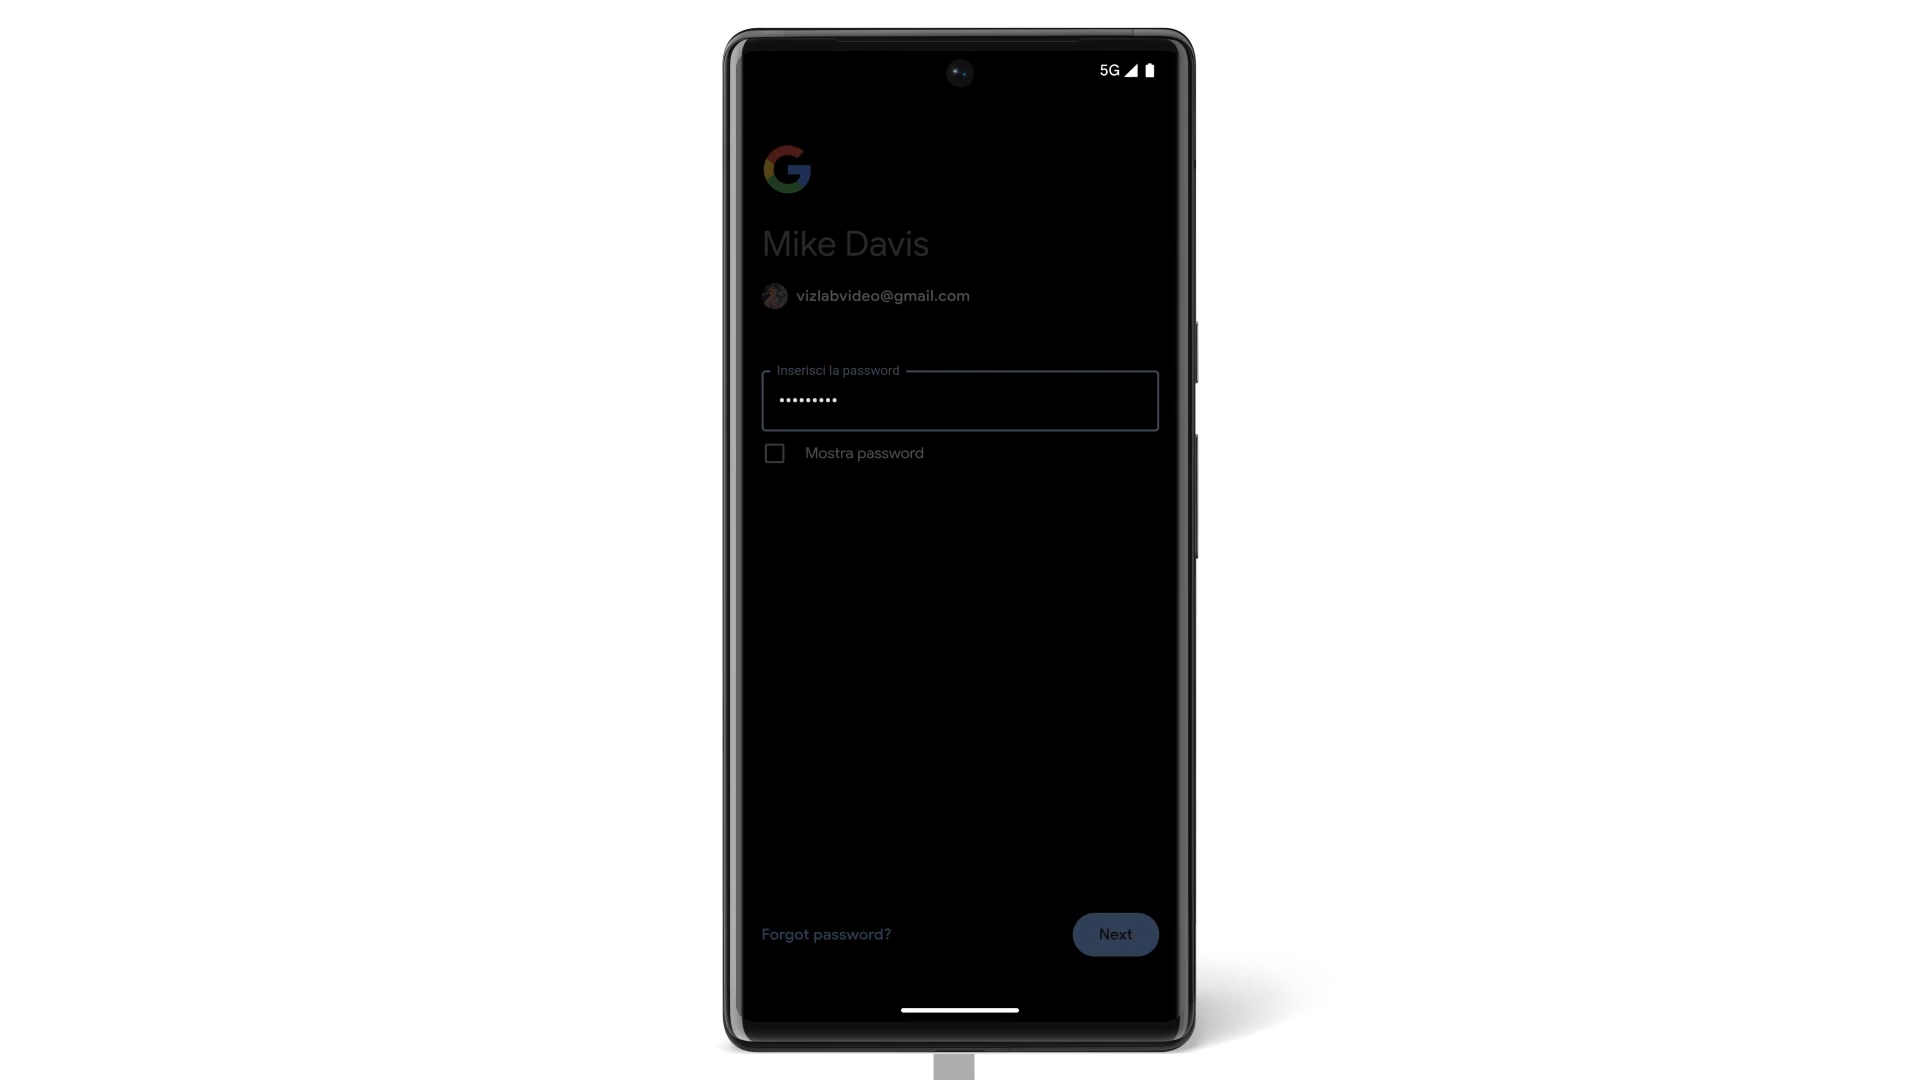 5G
Mike Davis
vizlabvideo@gmail.com
Inserisci la password
•••••••••
Mostra password
Forgot password?
Next